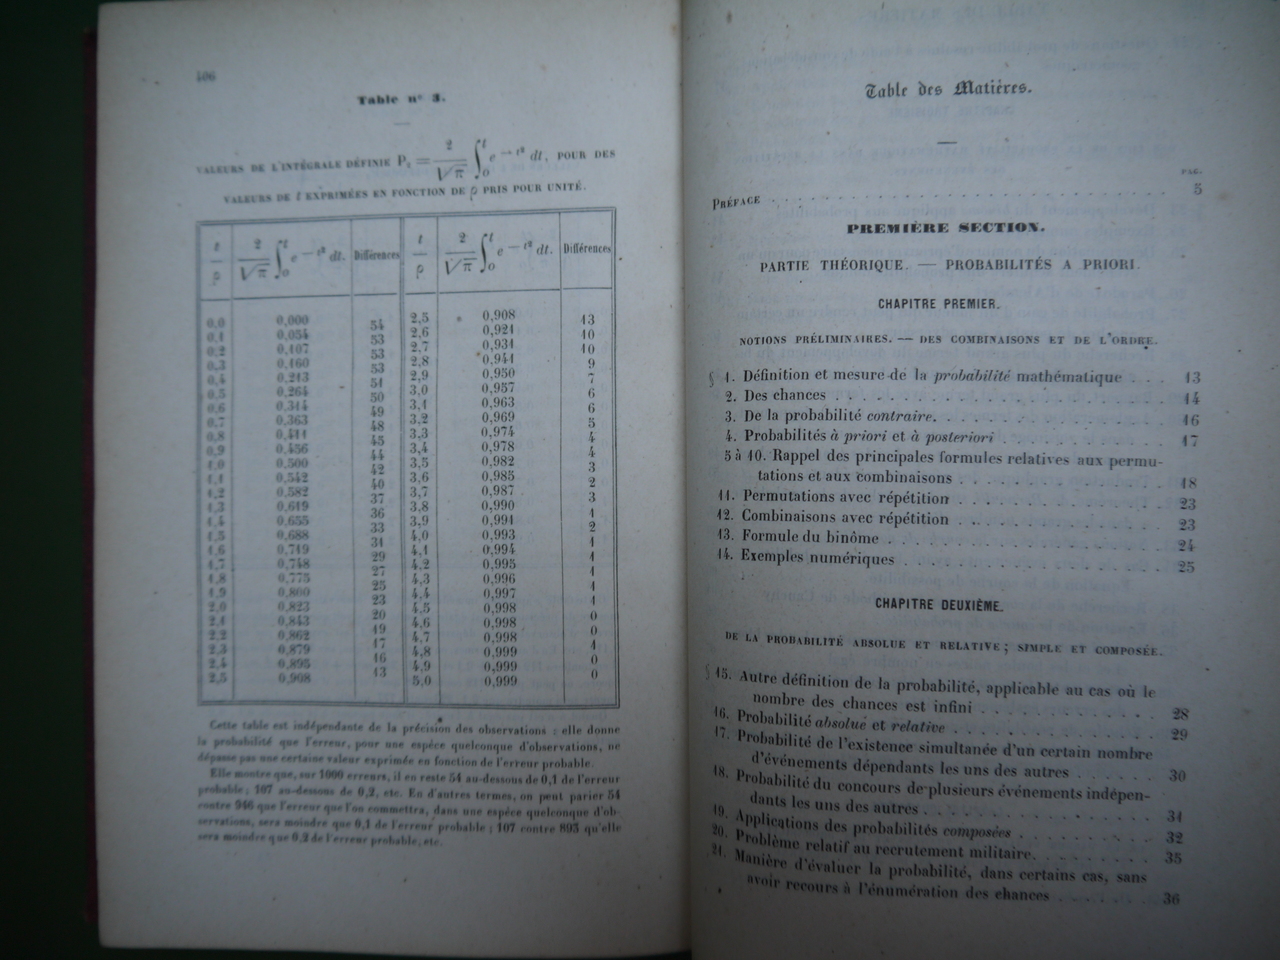 406
Table n° 3.
VALEURS DE L'INTÉGRALE DÉFINIE P₁ = 2/√π ∫₀ᵗ e^{-t²} dt, POUR DES
VALEURS DE t EXPRIMÉES EN FONCTION DE ρ PRIS POUR UNITÉ.
t/ρ 2/√π ∫₀ᵗ e^{-t²} dt. Différences t/ρ 2/√π ∫₀ᵗ e^{-t²} dt. Différences
0,0 0,000 54 2,5 0,908 13
0,1 0,054 53 2,6 0,921 10
0,2 0,107 53 2,7 0,931 10
0,3 0,160 53 2,8 0,941 9
0,4 0,213 51 2,9 0,950 7
0,5 0,264 50 3,0 0,957 6
0,6 0,314 49 3,1 0,963 6
0,7 0,363 48 3,2 0,969 5
0,8 0,411 45 3,3 0,974 4
0,9 0,456 44 3,4 0,978 4
1,0 0,500 42 3,5 0,982 3
1,1 0,542 40 3,6 0,985 2
1,2 0,582 37 3,7 0,987 3
1,3 0,619 36 3,8 0,990 1
1,4 0,655 33 3,9 0,991 2
1,5 0,688 31 4,0 0,993 1
1,6 0,719 29 4,1 0,994 1
1,7 0,748 27 4,2 0,995 1
1,8 0,775 25 4,3 0,996 1
1,9 0,800 23 4,4 0,997 1
2,0 0,823 20 4,5 0,998 0
2,1 0,843 19 4,6 0,998 0
2,2 0,862 17 4,7 0,998 1
2,3 0,879 16 4,8 0,999 0
2,4 0,895 13 4,9 0,999 0
2,5 0,908 5,0 0,999
Cette table est indépendante de la précision des observations : elle donne
la probabilité que l'erreur, pour une espèce quelconque d'observations, ne
dépasse pas une certaine valeur exprimée en fonction de l'erreur probable.
Elle montre que, sur 1000 erreurs, il en reste 54 au-dessous de 0,1 de l'erreur
probable ; 107 au-dessous de 0,2, etc. En d'autres termes, on peut parier 54
contre 946 que l'erreur que l'on commettra, dans une espèce quelconque d'ob-
servations, sera moindre que 0,1 de l'erreur probable ; 107 contre 893 qu'elle
sera moindre que 0,2 de l'erreur probable, etc.
Table des Matières.
PAG.
PRÉFACE . . . . . . . . . . 5
PREMIÈRE SECTION.
PARTIE THÉORIQUE. — PROBABILITÉS A PRIORI.
CHAPITRE PREMIER.
NOTIONS PRÉLIMINAIRES. — DES COMBINAISONS ET DE L'ORDRE.
§ 1. Définition et mesure de la probabilité mathématique . . . 13
2. Des chances . . . . . . . . . . 14
3. De la probabilité contraire. . . . . . . . . . 16
4. Probabilités à priori et à posteriori . . . . . . . . 17
5 à 10. Rappel des principales formules relatives aux permu-
tations et aux combinaisons . . . . . . . . 18
11. Permutations avec répétition . . . . . . . . 23
12. Combinaisons avec répétition . . . . . . . . 23
13. Formule du binôme . . . . . . . . . . 24
14. Exemples numériques . . . . . . . . . . 25
CHAPITRE DEUXIÈME.
DE LA PROBABILITÉ ABSOLUE ET RELATIVE ; SIMPLE ET COMPOSÉE.
§ 15. Autre définition de la probabilité, applicable au cas où le
nombre des chances est infini . . . . . . . . 28
16. Probabilité absolue et relative . . . . . . . . 29
17. Probabilité de l'existence simultanée d'un certain nombre
d'événements dépendants les uns des autres . . . . . . 30
18. Probabilité du concours de plusieurs événements indépen-
dants les uns des autres . . . . . . . . . . 31
19. Applications des probabilités composées . . . . . . 32
20. Problème relatif au recrutement militaire. . . . . . . 35
21. Manière d'évaluer la probabilité, dans certains cas, sans
avoir recours à l'énumération des chances . . . . . . 36